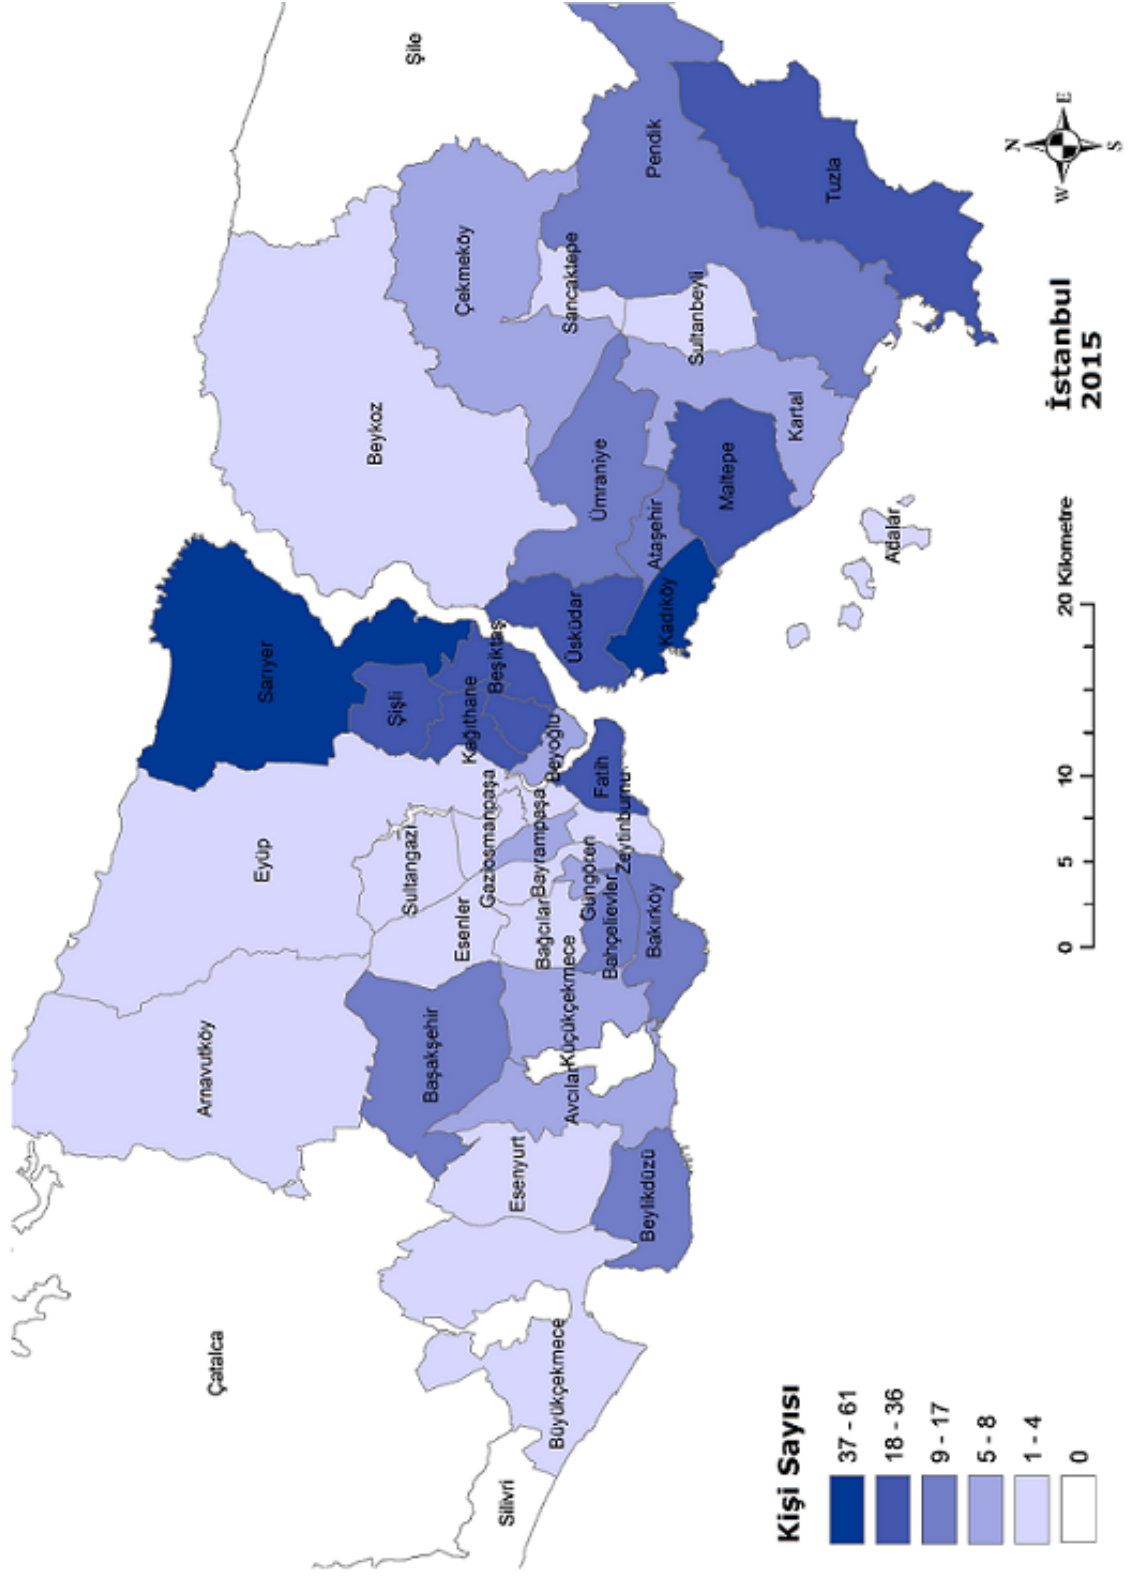 Şile
Çekmeköy
Beykoz
Pendik
Sancaktepe
Tuzla
Sultanbeyli
Ümraniye
Kartal
Maltepe
Ataşehir
Üsküdar
Kadıköy
Adalar
Sarıyer
Şişli
Kağıthane
Beşiktaş
Beyoğlu
Fatih
Zeytinburnu
Eyüp
Sultangazi
Gaziosmanpaşa
Bayrampaşa
Esenler
Güngören
Bağcılar
Bahçelievler
Bakırköy
Küçükçekmece
Arnavutköy
Başakşehir
Avcılar
Esenyurt
Beylikdüzü
Çatalca
Büyükçekmece
Silivri
N
W E
S
İstanbul
2015
0 5 10 20 Kilometre
Kişi Sayısı
37 - 61
18 - 36
9 - 17
5 - 8
1 - 4
0